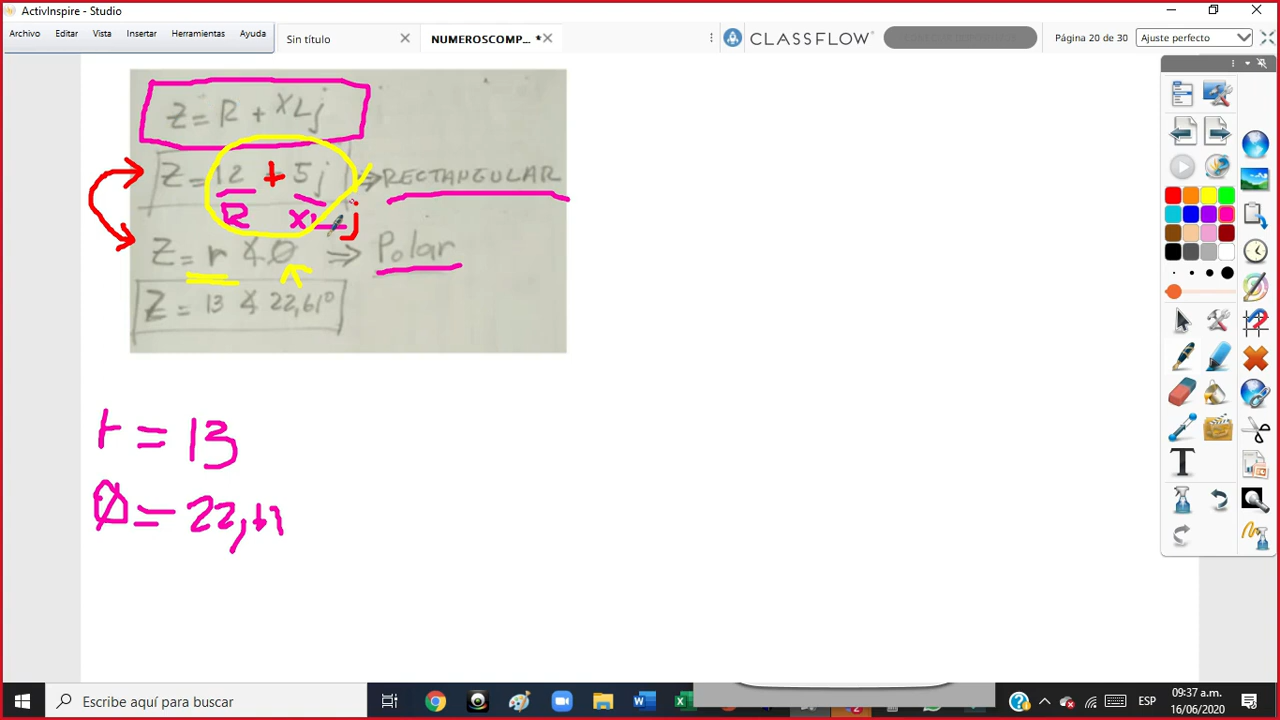 ActivInspire - Studio
Archivo Editar Vista Insertar Herramientas Ayuda
Sin título
NUMEROSCOMP... *
CLASSFLOW
Página 20 de 30
Ajuste perfecto
Z = R + XLj
Z = 12 + 5j ⇒ RECTANGULAR
R XL j
Z = r ∡ Ø ⇒ Polar
Z = 13 ∡ 22,61º
r = 13
Ø = 22,61
Escribe aquí para buscar
ESP
09:37 a.m.
16/06/2020